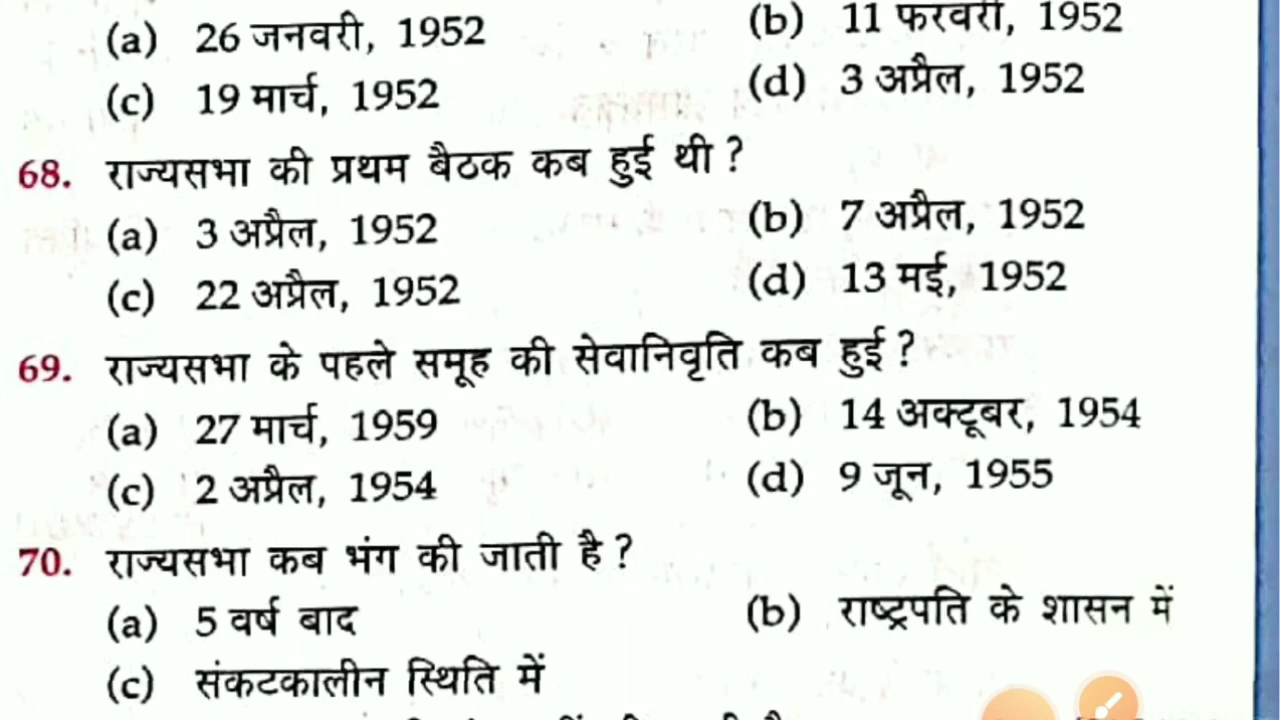 (a) 26 जनवरी, 1952 (b) 11 फरवरी, 1952
(c) 19 मार्च, 1952 (d) 3 अप्रैल, 1952
68. राज्यसभा की प्रथम बैठक कब हुई थी ?
(a) 3 अप्रैल, 1952 (b) 7 अप्रैल, 1952
(c) 22 अप्रैल, 1952 (d) 13 मई, 1952
69. राज्यसभा के पहले समूह की सेवानिवृति कब हुई ?
(a) 27 मार्च, 1959 (b) 14 अक्टूबर, 1954
(c) 2 अप्रैल, 1954 (d) 9 जून, 1955
70. राज्यसभा कब भंग की जाती है ?
(a) 5 वर्ष बाद (b) राष्ट्रपति के शासन में
(c) संकटकालीन स्थिति में